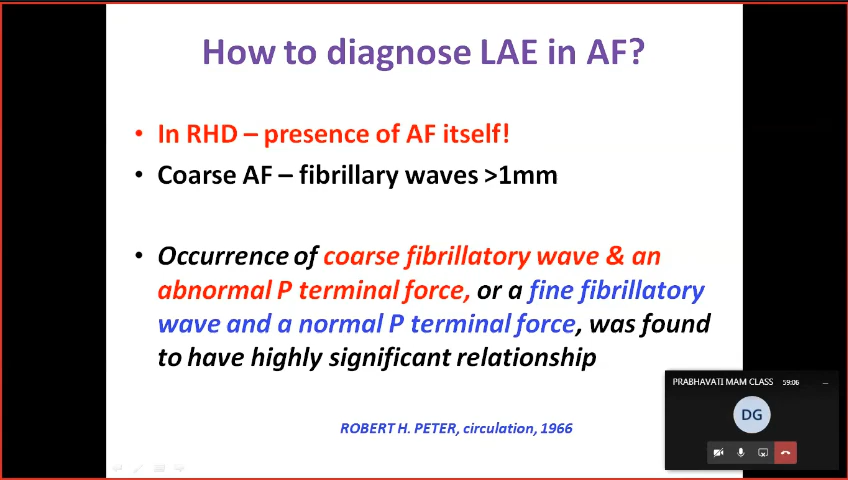 How to diagnose LAE in AF?
• In RHD – presence of AF itself!
• Coarse AF – fibrillary waves >1mm
• Occurrence of coarse fibrillatory wave & an
abnormal P terminal force, or a fine fibrillatory
wave and a normal P terminal force, was found
to have highly significant relationship
ROBERT H. PETER, circulation, 1966
PRABHAVATI MAM CLASS 59:06
DG